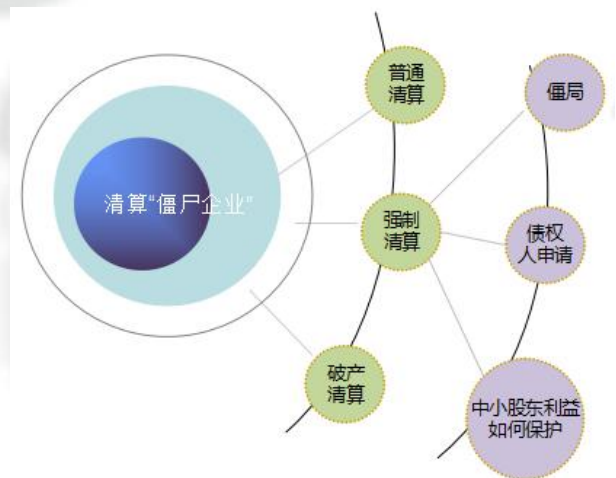 清算“僵尸企业”
普通
清算
强制
清算
破产
清算
僵局
债权
人申请
中小股东利益
如何保护